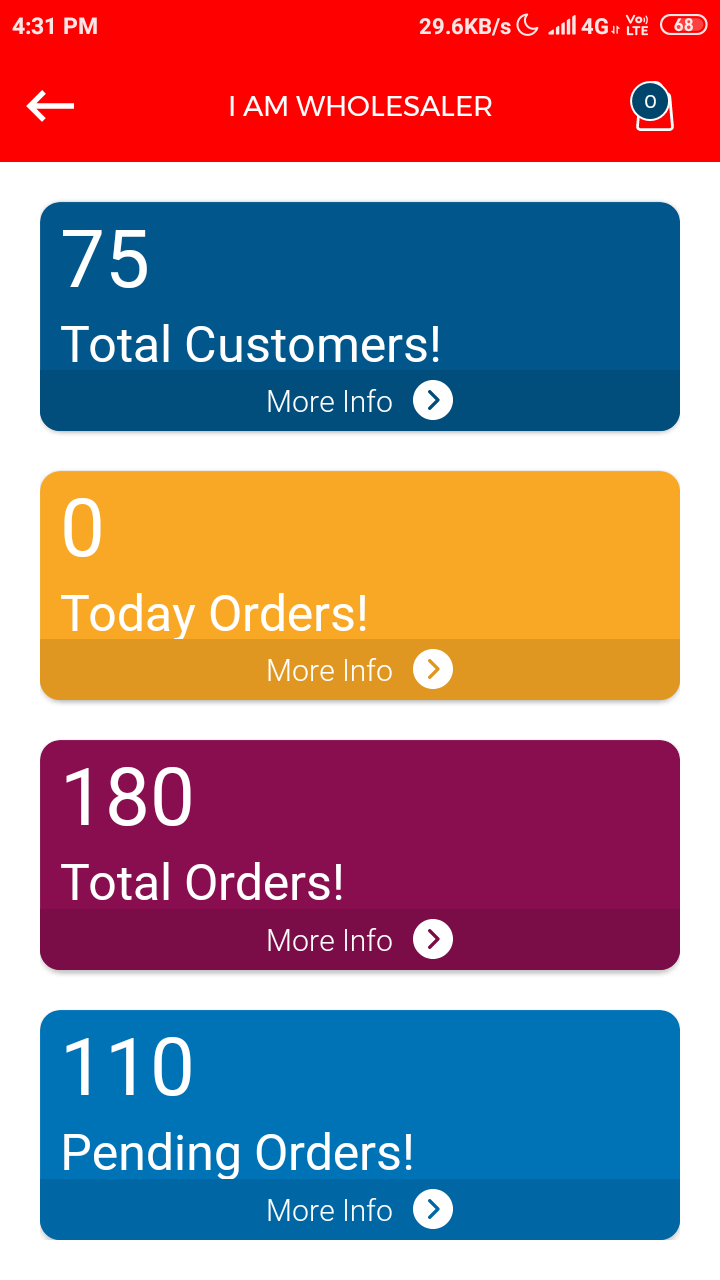 4:31 PM 29.6KB/s 4G Vo) LTE 68
I AM WHOLESALER 0
75
Total Customers!
More Info
0
Today Orders!
More Info
180
Total Orders!
More Info
110
Pending Orders!
More Info